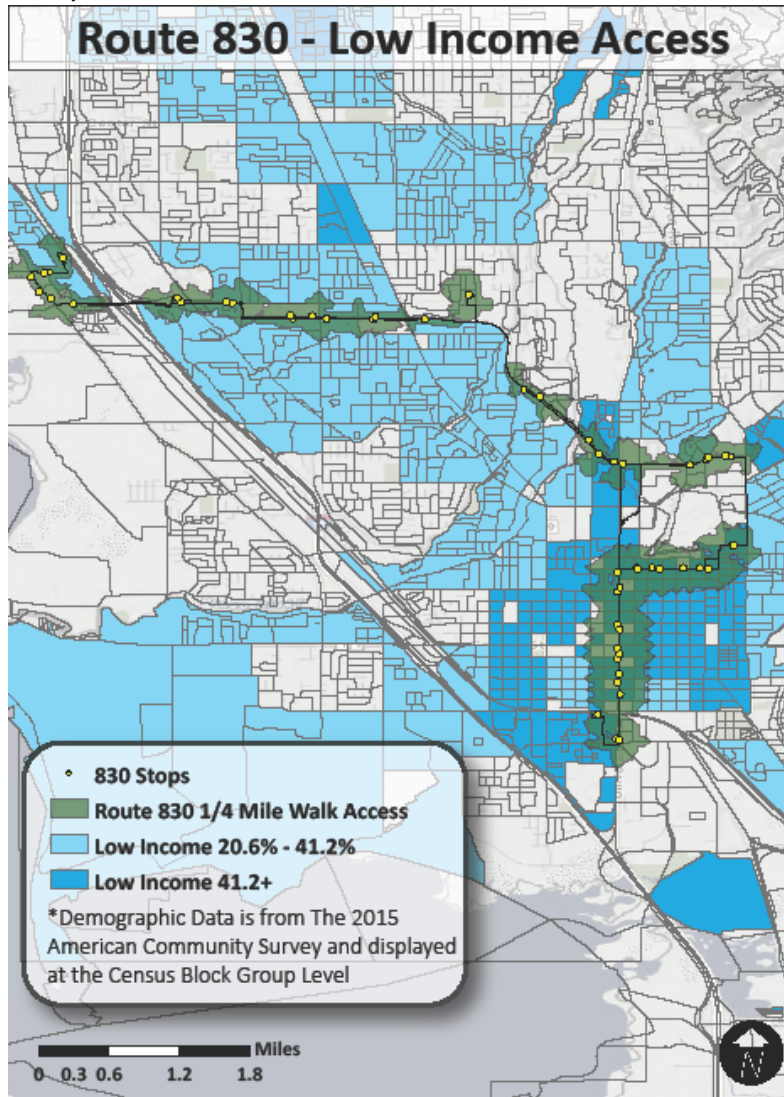 Route 830 - Low Income Access
830 Stops
Route 830 1/4 Mile Walk Access
Low Income 20.6% - 41.2%
Low Income 41.2+
*Demographic Data is from The 2015
American Community Survey and displayed
at the Census Block Group Level
Miles
0 0.3 0.6 1.2 1.8
N